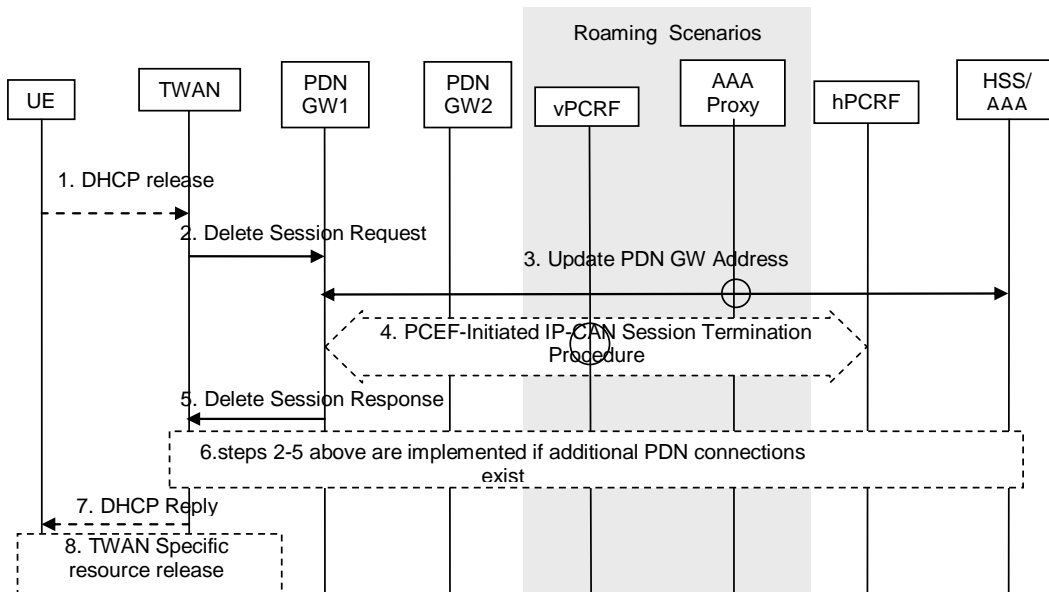 Roaming Scenarios
UE
TWAN
PDN
GW1
PDN
GW2
vPCRF
AAA
Proxy
hPCRF
HSS/
AAA
1. DHCP release
2. Delete Session Request
3. Update PDN GW Address
4. PCEF-Initiated IP-CAN Session Termination
Procedure
5. Delete Session Response
6.steps 2-5 above are implemented if additional PDN connections
exist
7. DHCP Reply
8. TWAN Specific
resource release